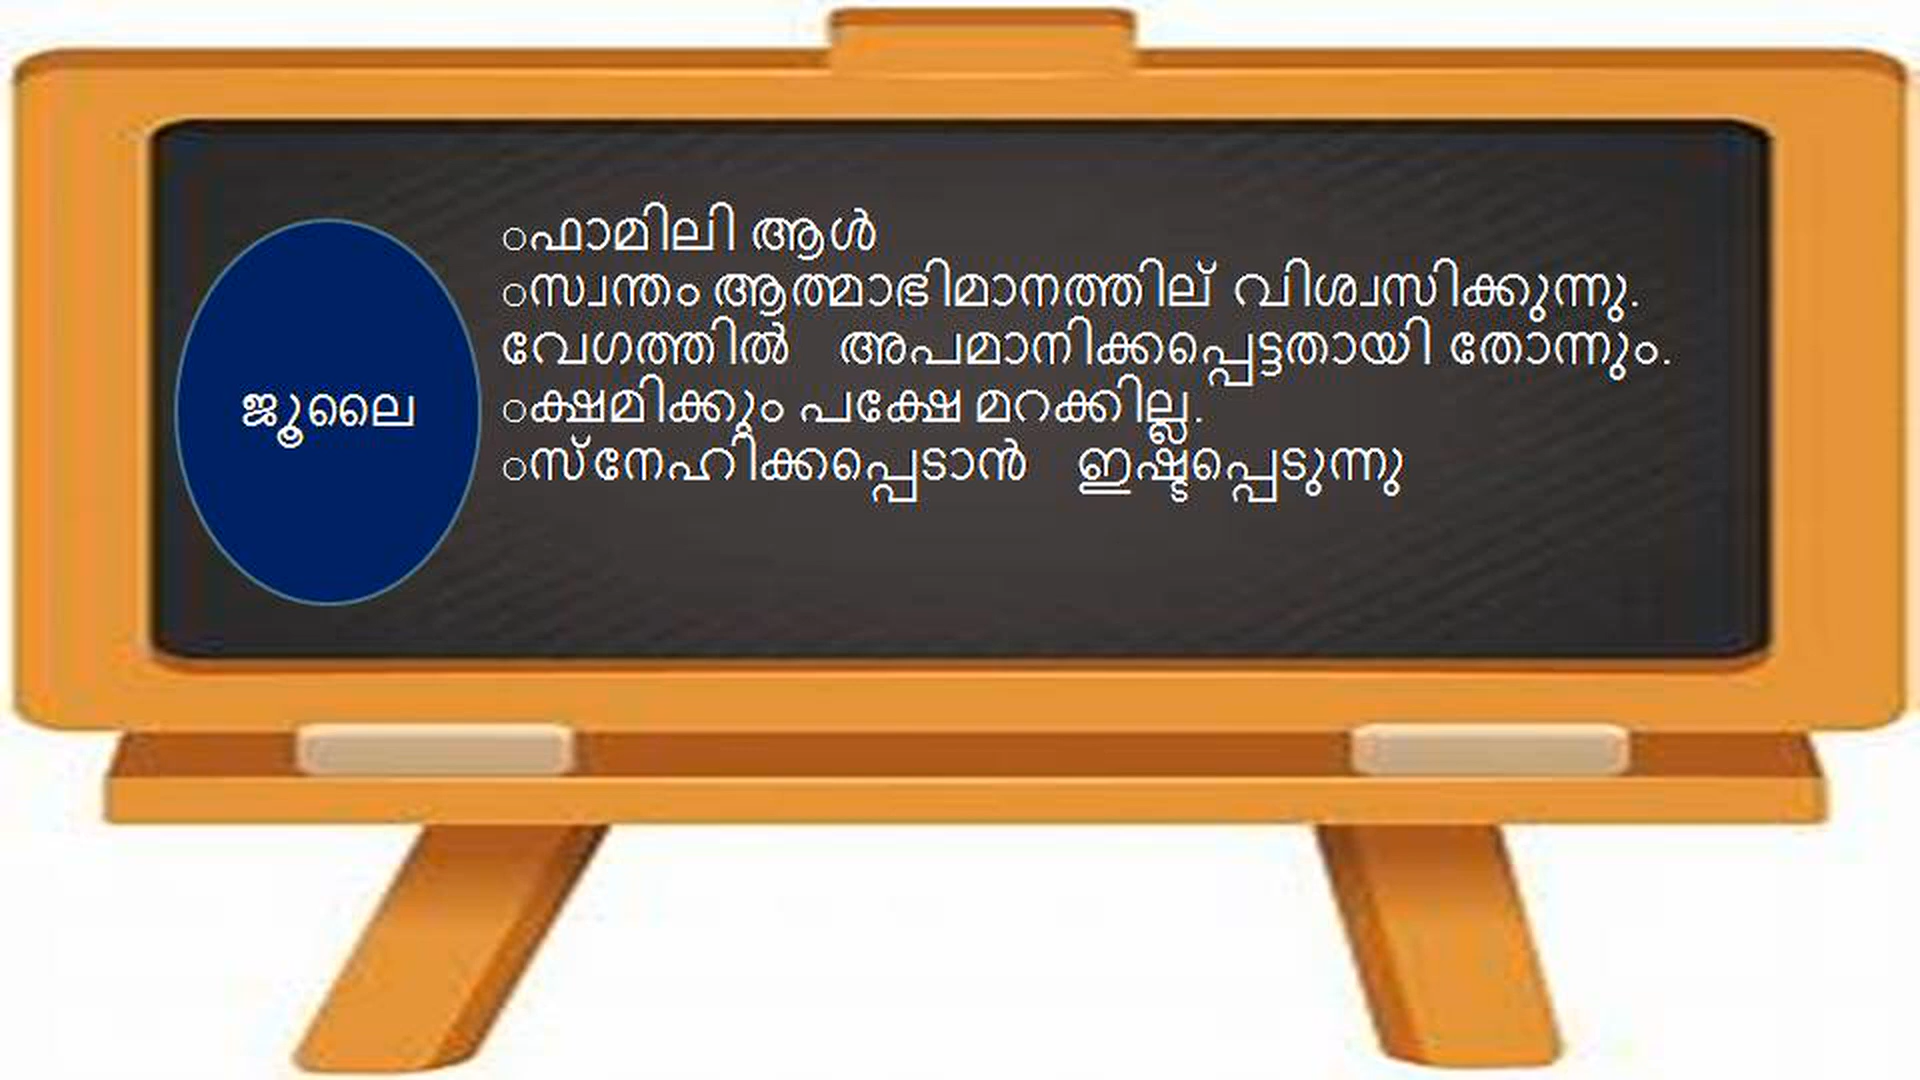 ജൂലൈ
○ഫാമിലി ആൾ
○സ്വന്തം ആത്മാഭിമാനത്തില് വിശ്വസിക്കുന്നു.
വേഗത്തിൽ അപമാനിക്കപ്പെട്ടതായി തോന്നും.
○ക്ഷമിക്കും പക്ഷേ മറക്കില്ല.
○സ്നേഹിക്കപ്പെടാൻ ഇഷ്ടപ്പെടുന്നു